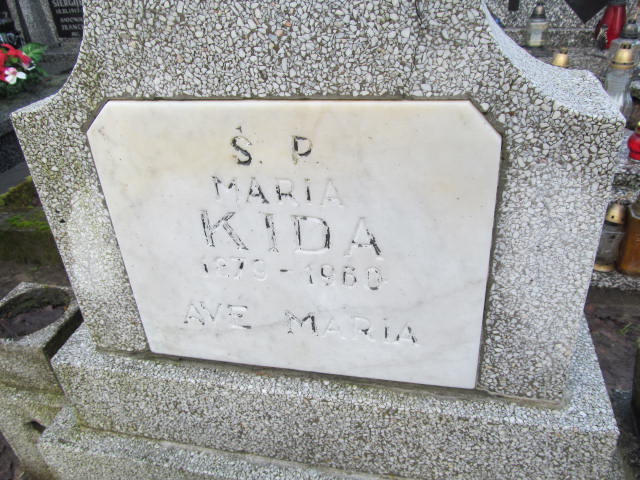 Ś. P.
MARIA
KIDA
1879-1960
AVE MARIA